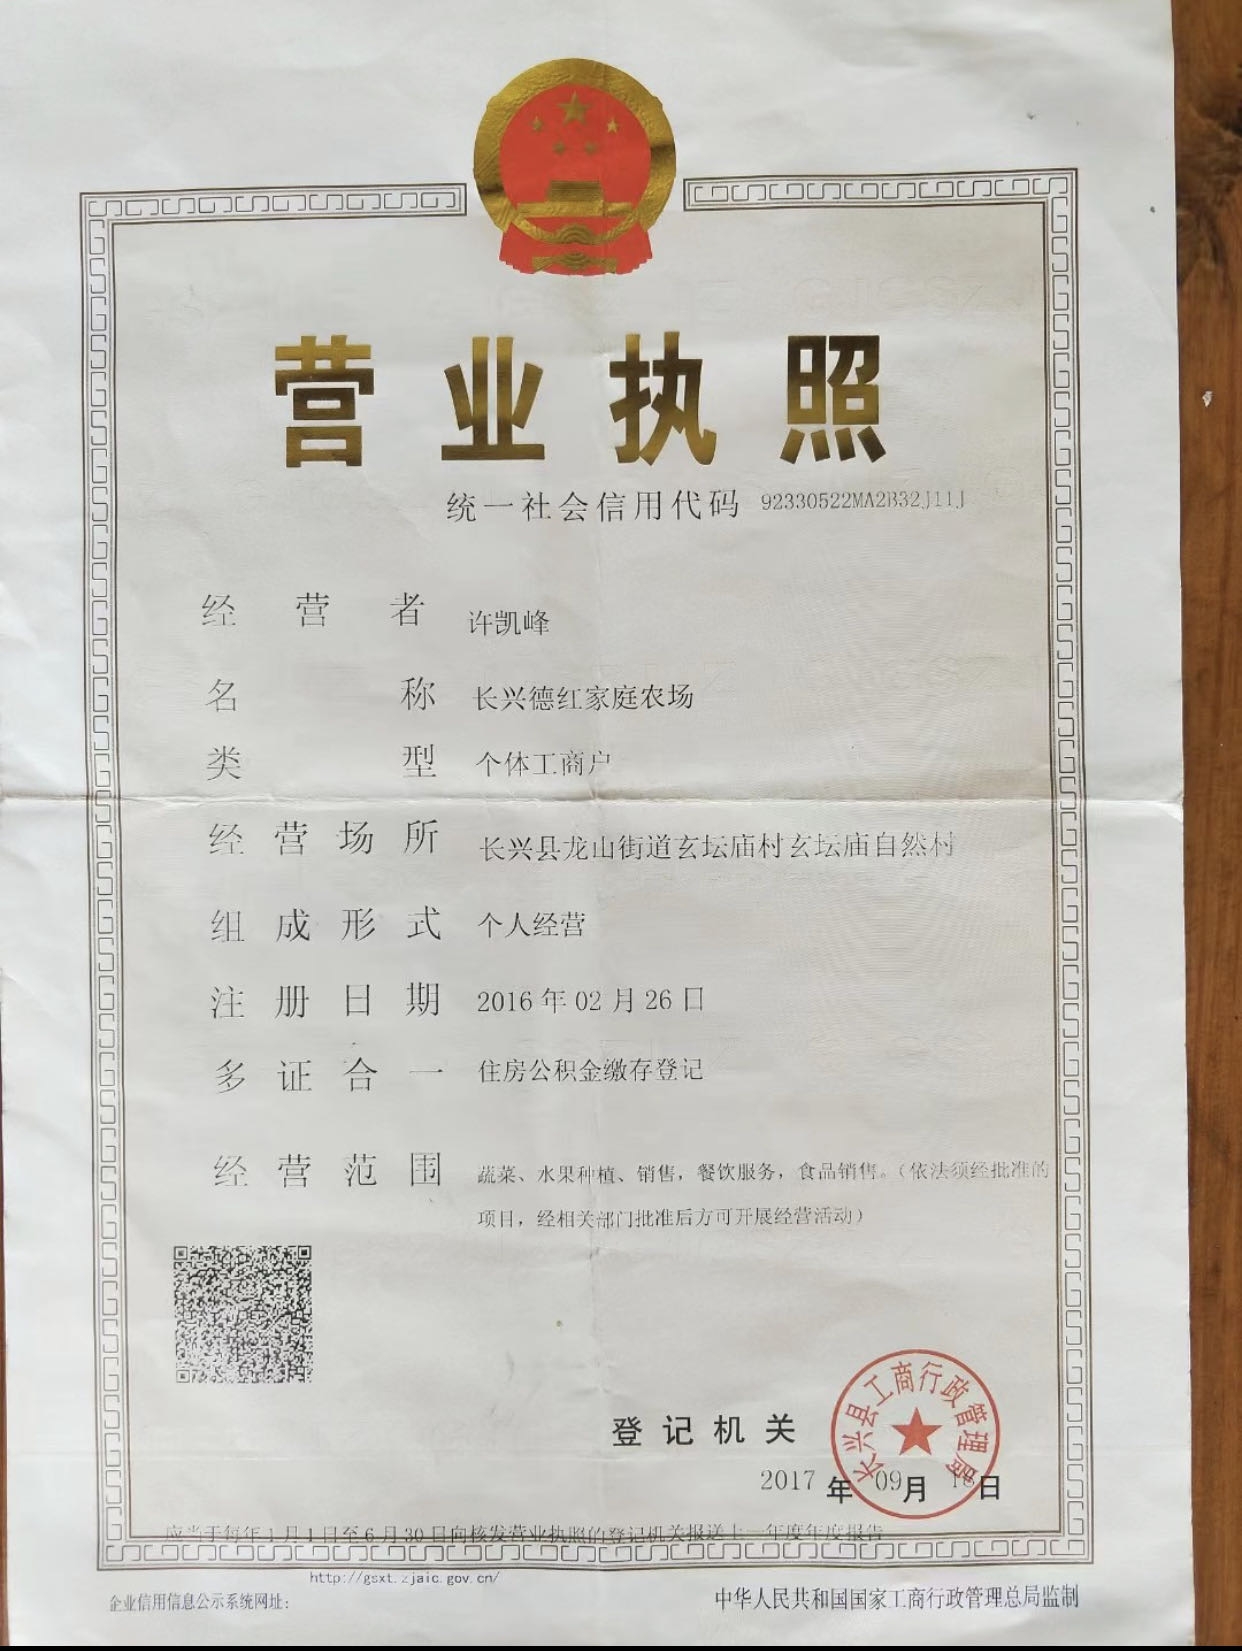 营业执照
统一社会信用代码 92330522MA2B32J11J
经营者 许凯峰
名称 长兴德红家庭农场
类型 个体工商户
经营场所 长兴县龙山街道玄坛庙村玄坛庙自然村
组成形式 个人经营
注册日期 2016年02月26日
多证合一 住房公积金缴存登记
经营范围 蔬菜、水果种植、销售，餐饮服务，食品销售。（依法须经批准的
项目，经相关部门批准后方可开展经营活动）
长兴县工商行政管理局
登记机关
2017年09月18日
应当于每年1月1日至6月30日向核发营业执照的登记机关报送上一年度年度报告
http://gsxt.zjaic.gov.cn/
企业信用信息公示系统网址：
中华人民共和国国家工商行政管理总局监制